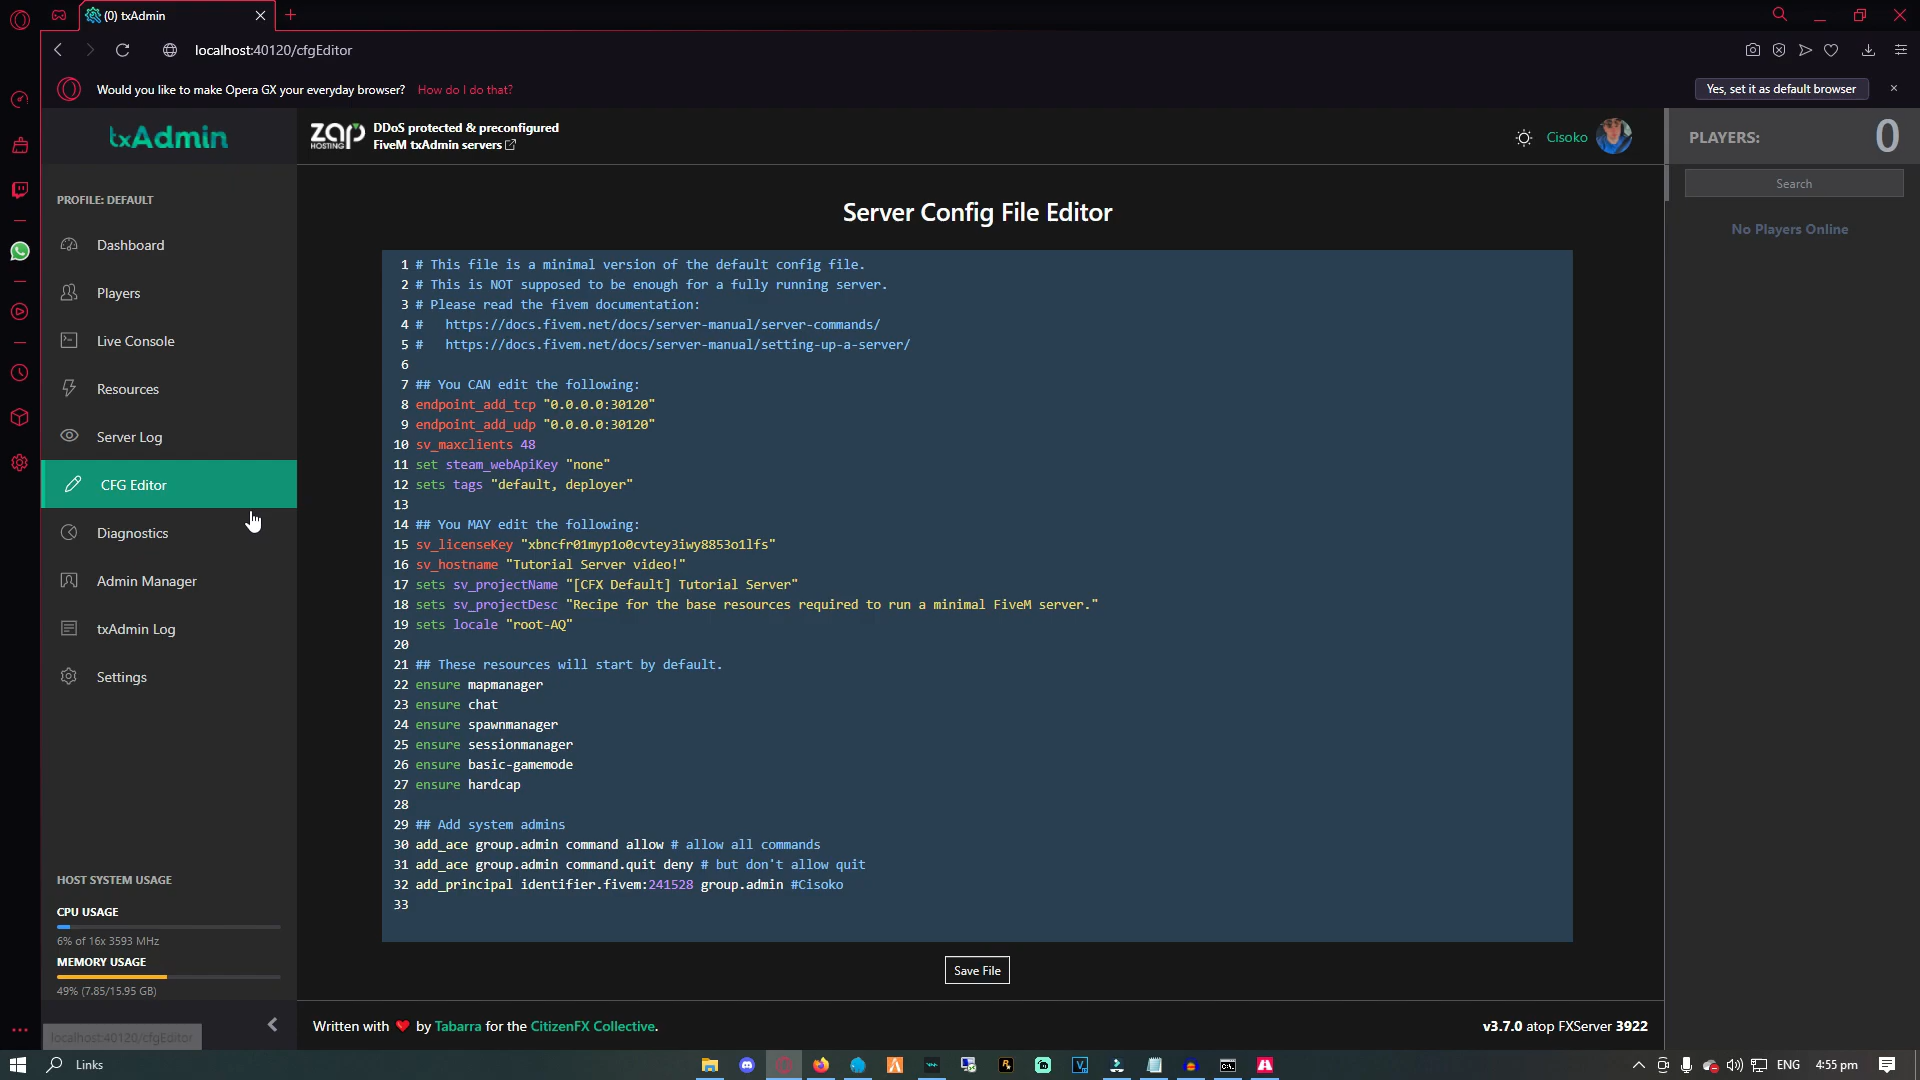 (0) txAdmin
localhost:40120/cfgEditor
Would you like to make Opera GX your everyday browser? How do I do that?
Yes, set it as default browser
txAdmin
ZAP HOSTING
DDoS protected & preconfigured
FiveM txAdmin servers
Cisoko
PLAYERS: 0
Search
No Players Online
PROFILE: DEFAULT
Dashboard
Players
Live Console
Resources
Server Log
CFG Editor
Diagnostics
Admin Manager
txAdmin Log
Settings
HOST SYSTEM USAGE
CPU USAGE
6% of 16x 3593 MHz
MEMORY USAGE
49% (7.85/15.95 GB)
localhost:40120/cfgEditor
Server Config File Editor
1 # This file is a minimal version of the default config file.
2 # This is NOT supposed to be enough for a fully running server.
3 # Please read the fivem documentation:
4 #   https://docs.fivem.net/docs/server-manual/server-commands/
5 #   https://docs.fivem.net/docs/server-manual/setting-up-a-server/
6
7 ## You CAN edit the following:
8 endpoint_add_tcp "0.0.0.0:30120"
9 endpoint_add_udp "0.0.0.0:30120"
10 sv_maxclients 48
11 set steam_webApiKey "none"
12 sets tags "default, deployer"
13
14 ## You MAY edit the following:
15 sv_licenseKey "xbncfr01myp1o0cvtey3iwy8853o1lfs"
16 sv_hostname "Tutorial Server video!"
17 sets sv_projectName "[CFX Default] Tutorial Server"
18 sets sv_projectDesc "Recipe for the base resources required to run a minimal FiveM server."
19 sets locale "root-AQ"
20
21 ## These resources will start by default.
22 ensure mapmanager
23 ensure chat
24 ensure spawnmanager
25 ensure sessionmanager
26 ensure basic-gamemode
27 ensure hardcap
28
29 ## Add system admins
30 add_ace group.admin command allow # allow all commands
31 add_ace group.admin command.quit deny # but don't allow quit
32 add_principal identifier.fivem:241528 group.admin #Cisoko
33
Save File
Written with ❤ by Tabarra for the CitizenFX Collective.
v3.7.0 atop FXServer 3922
Links
ENG
4:55 pm